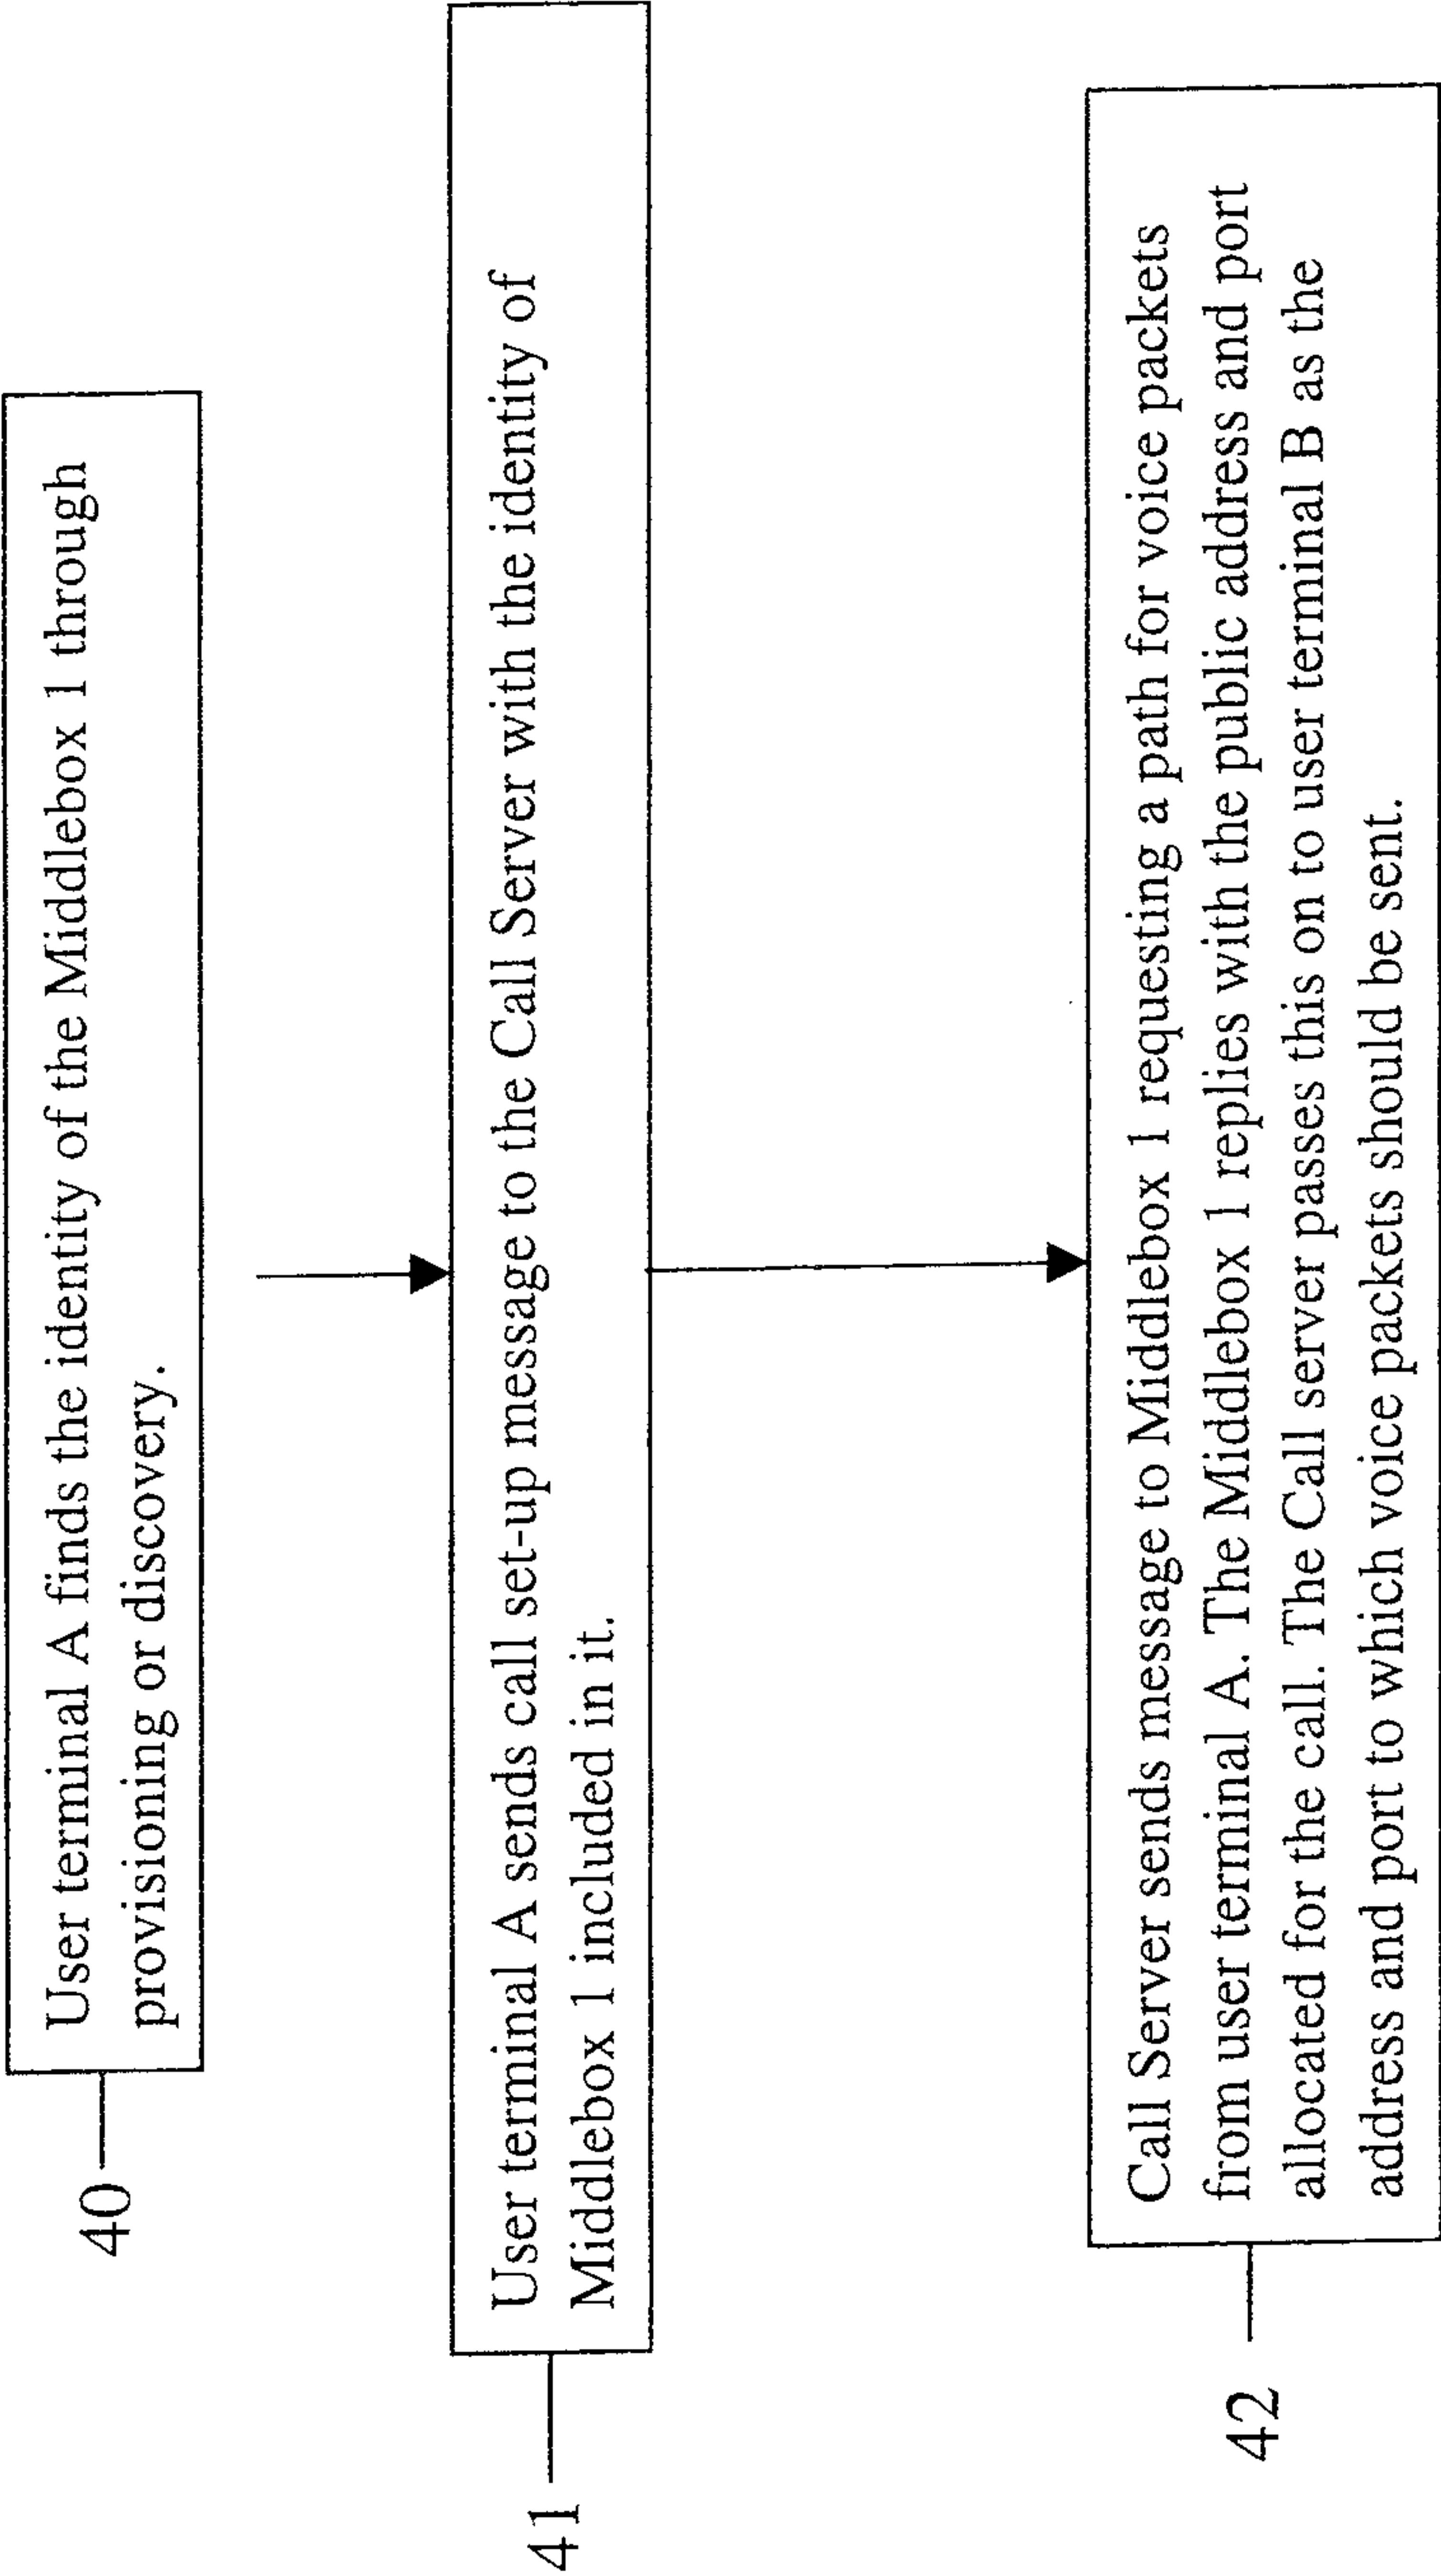 40
User terminal A finds the identity of the Middlebox 1 through
provisioning or discovery.
41
User terminal A sends call set-up message to the Call Server with the identity of
Middlebox 1 included in it.
42
Call Server sends message to Middlebox 1 requesting a path for voice packets
from user terminal A. The Middlebox 1 replies with the public address and port
allocated for the call. The Call server passes this on to user terminal B as the
address and port to which voice packets should be sent.